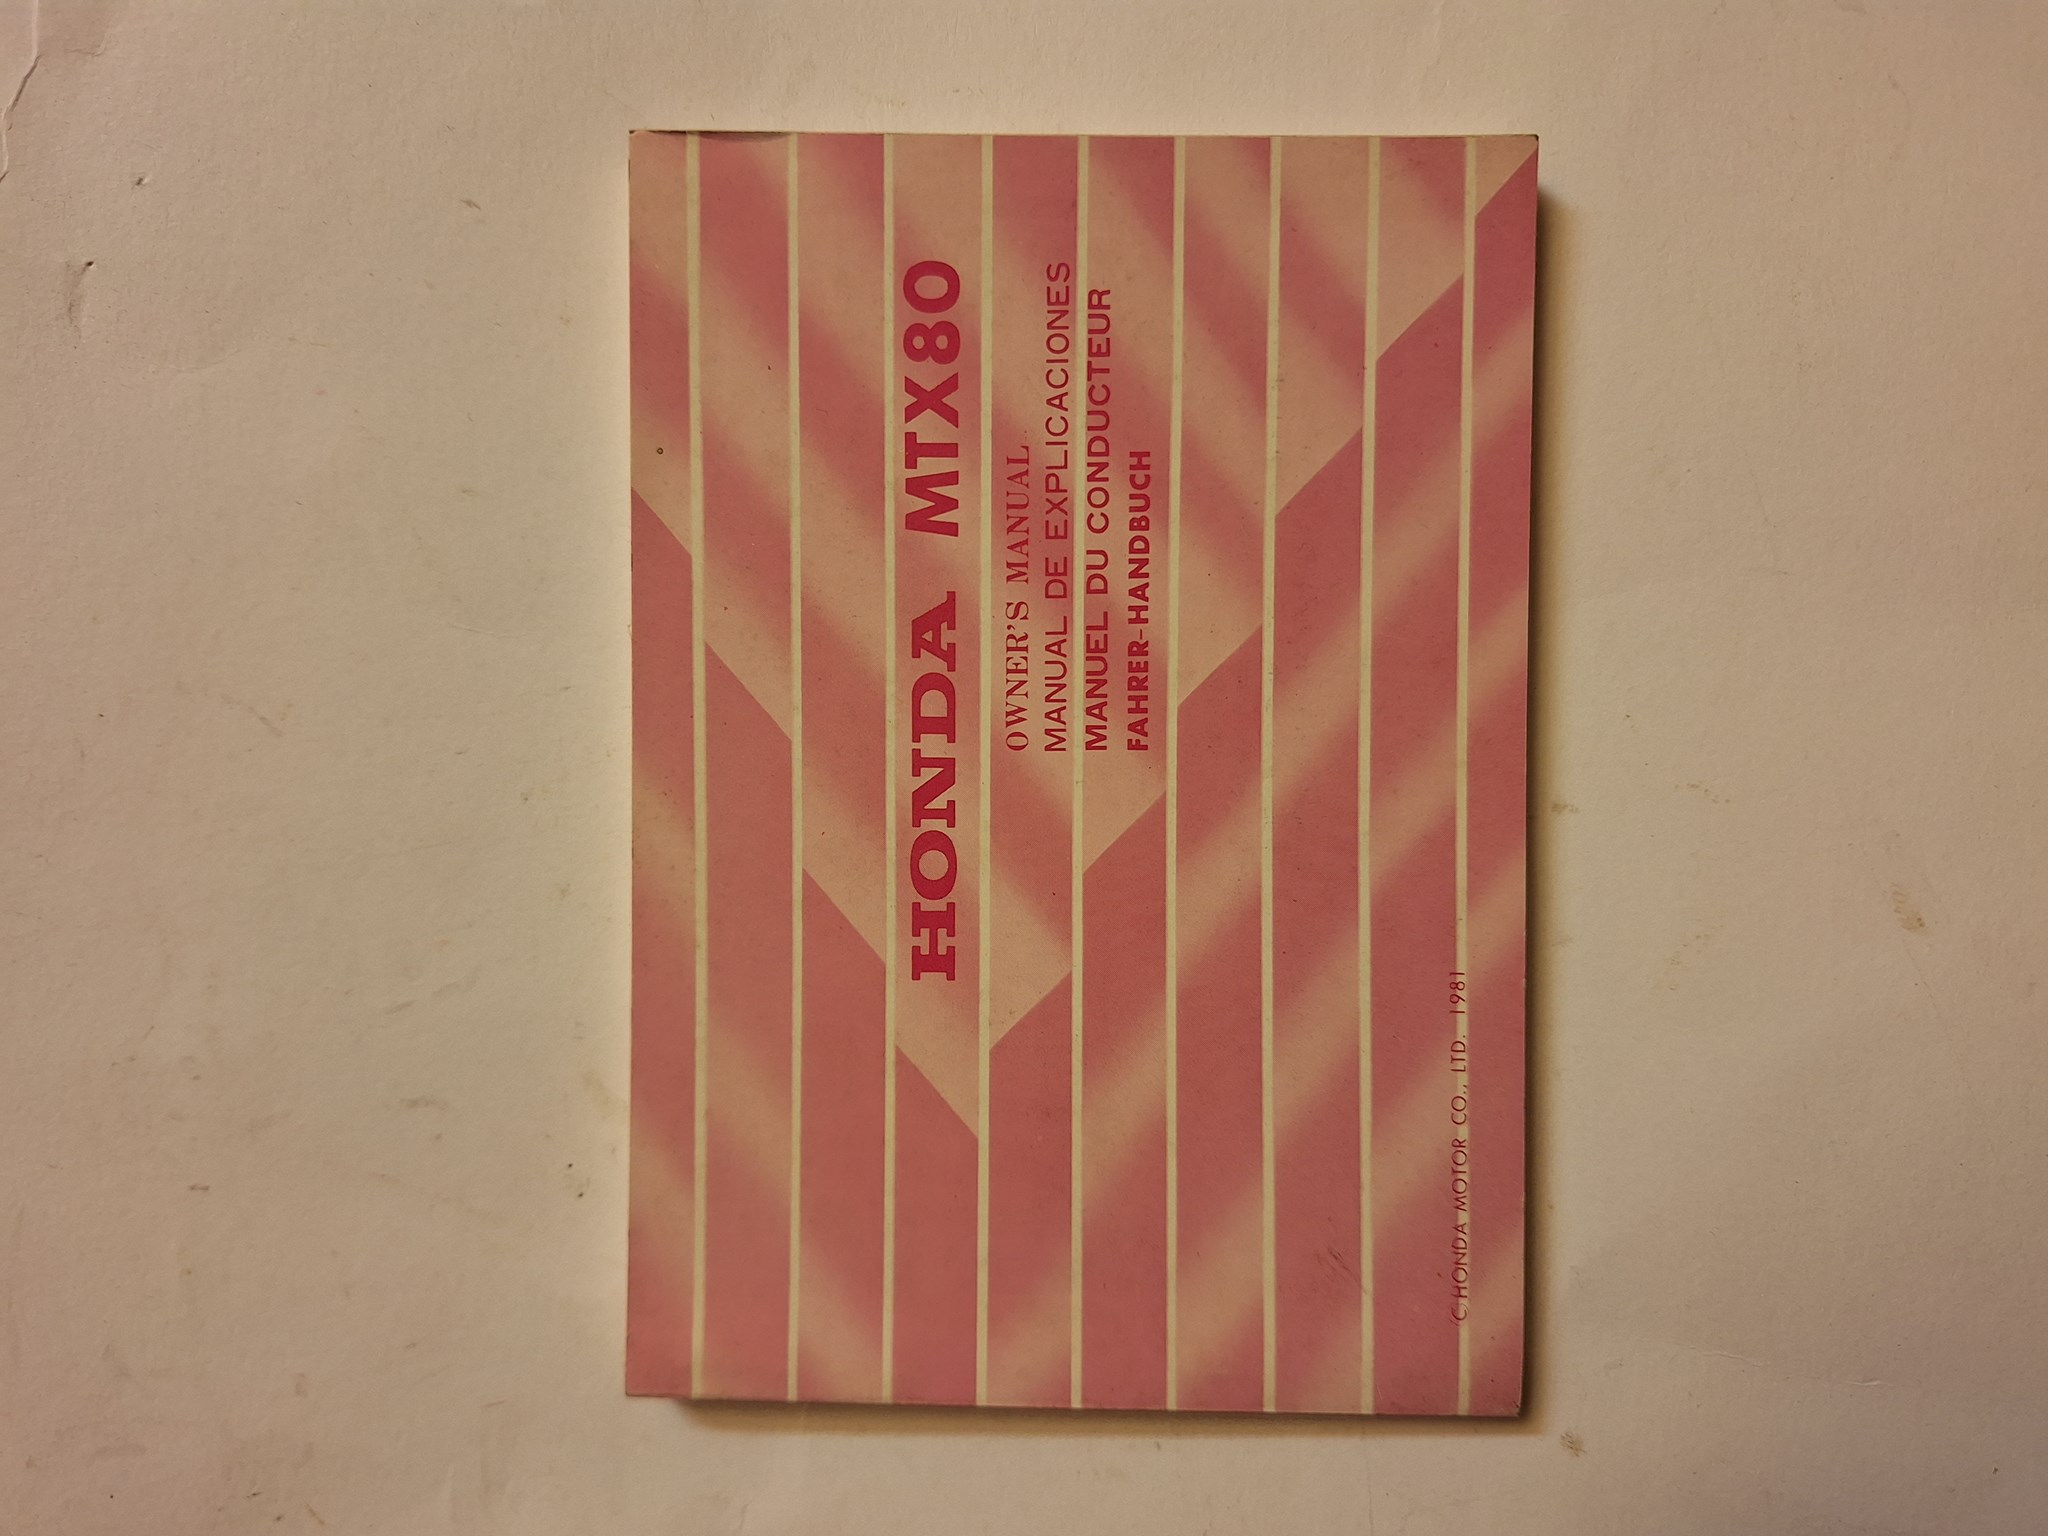 HONDA MTX80
OWNER'S MANUAL
MANUAL DE EXPLICACIONES
MANUEL DU CONDUCTEUR
FAHRER-HANDBUCH
©HONDA MOTOR CO., LTD. 1981